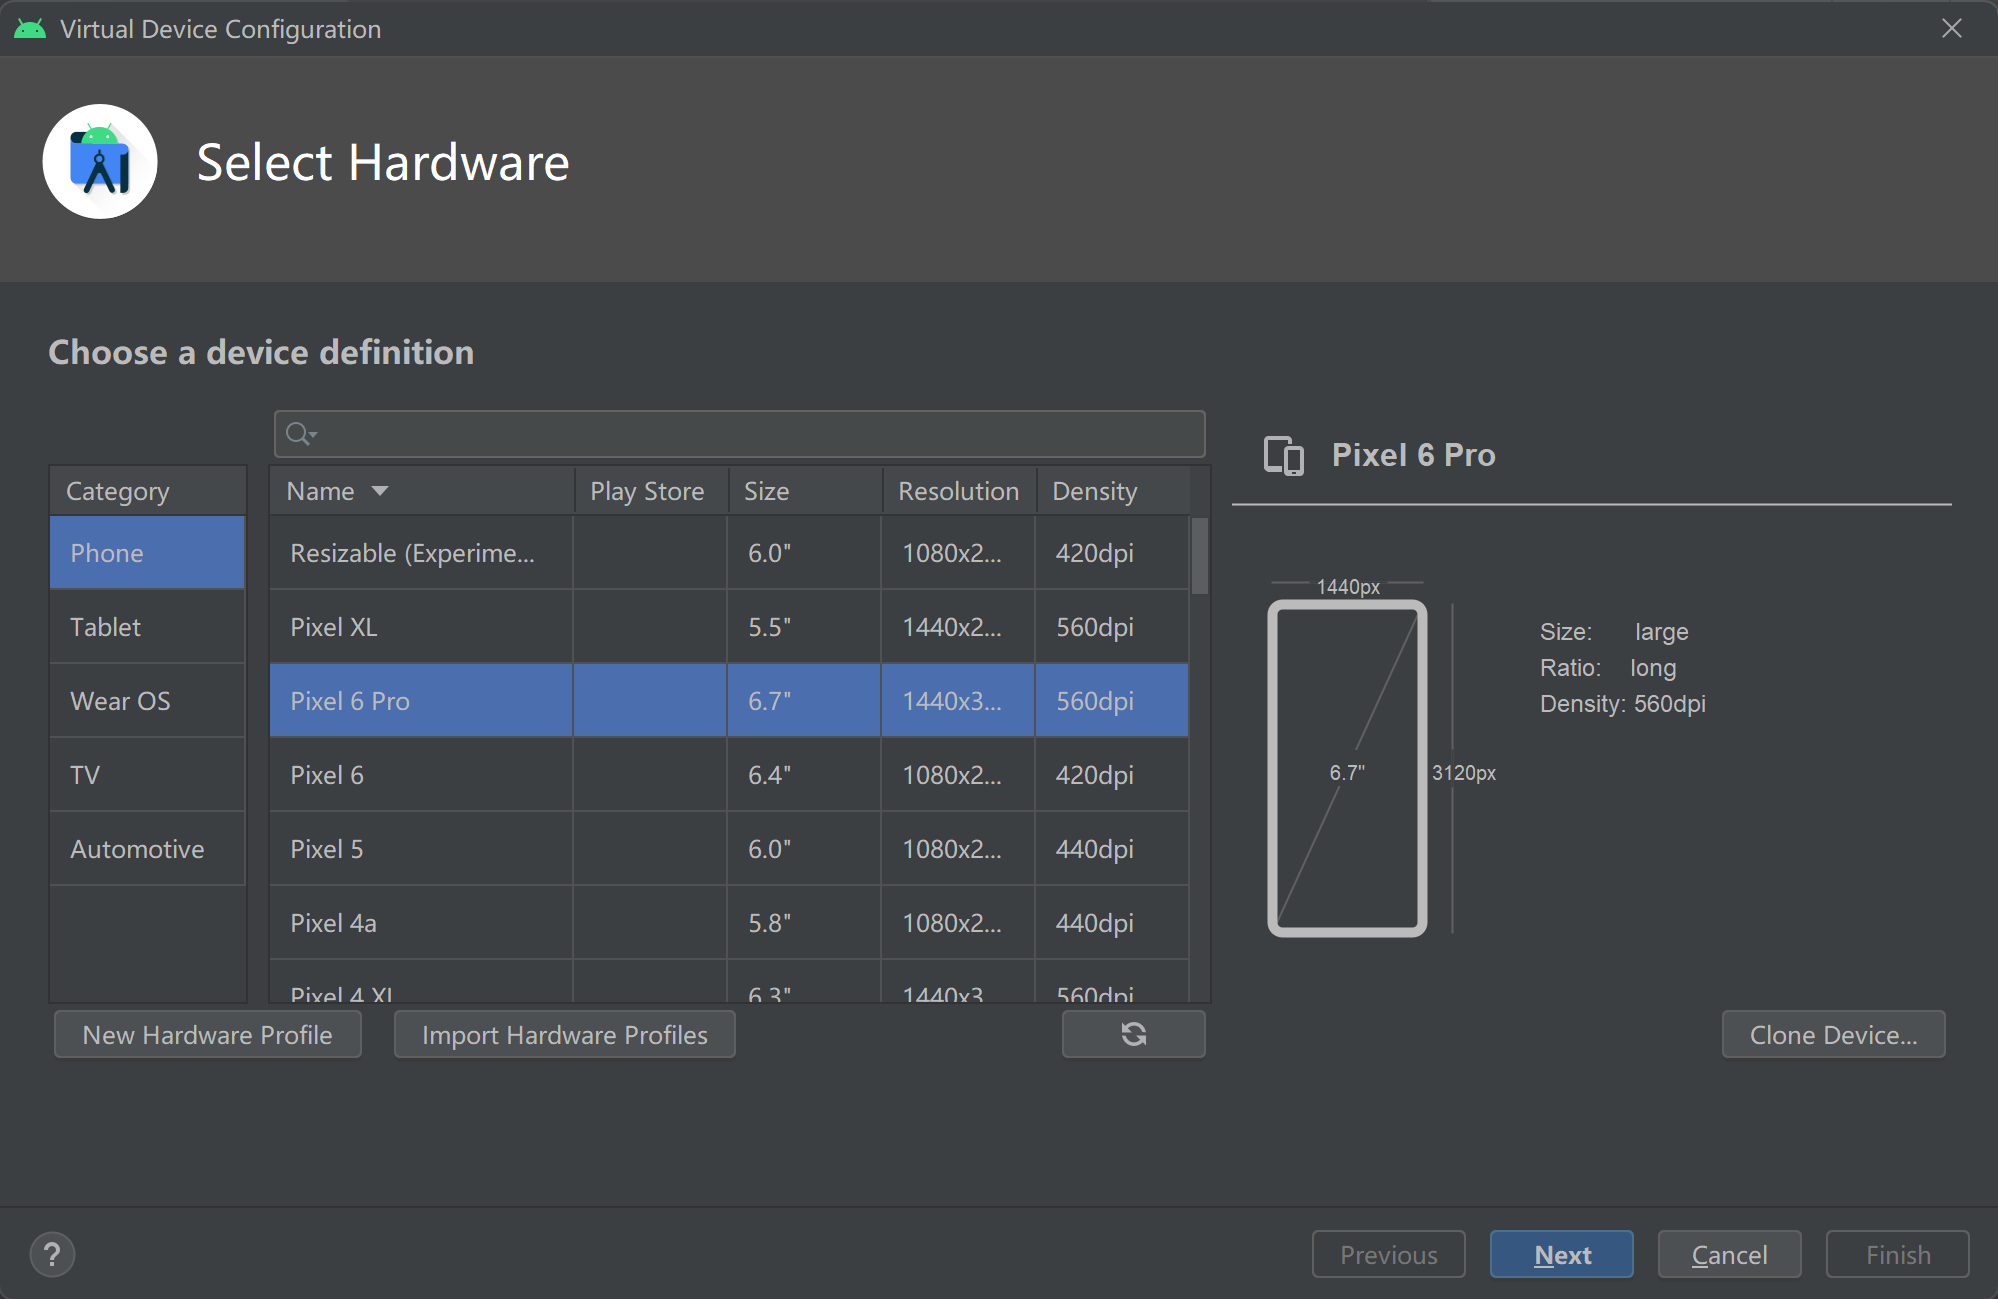 Virtual Device Configuration
Select Hardware
Choose a device definition
Category
Phone
Tablet
Wear OS
TV
Automotive
Name Play Store Size Resolution Density
Resizable (Experime... 6.0" 1080x2... 420dpi
Pixel XL 5.5" 1440x2... 560dpi
Pixel 6 Pro 6.7" 1440x3... 560dpi
Pixel 6 6.4" 1080x2... 420dpi
Pixel 5 6.0" 1080x2... 440dpi
Pixel 4a 5.8" 1080x2... 440dpi
Pixel 4 XL 6.3" 1440x3... 560dpi
Pixel 6 Pro
1440px
6.7"
3120px
Size: large
Ratio: long
Density: 560dpi
New Hardware Profile Import Hardware Profiles Clone Device...
? Previous Next Cancel Finish